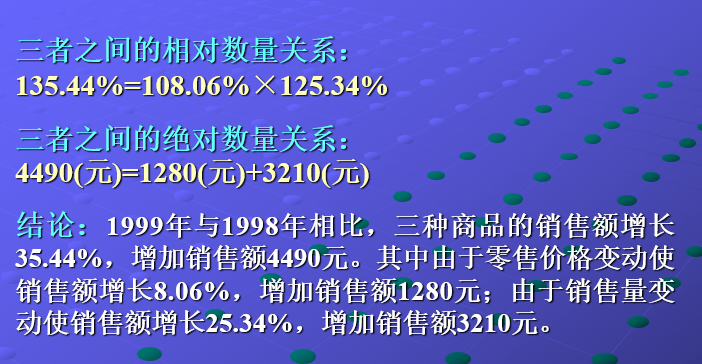 三者之间的相对数量关系：
135.44%=108.06%×125.34%
三者之间的绝对数量关系：
4490(元)=1280(元)+3210(元)
结论：1999年与1998年相比，三种商品的销售额增长
35.44%，增加销售额4490元。其中由于零售价格变动使
销售额增长8.06%，增加销售额1280元；由于销售量变
动使销售额增长25.34%，增加销售额3210元。